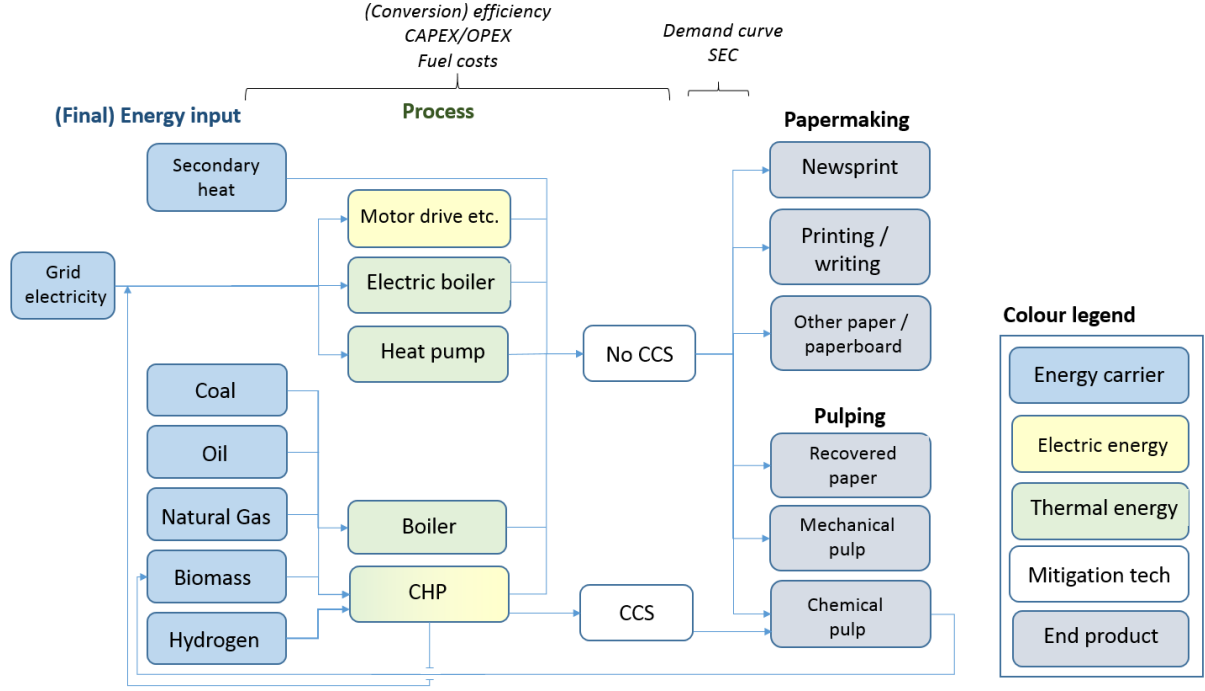 (Conversion) efficiency
CAPEX/OPEX
Fuel costs
Demand curve
SEC
(Final) Energy input
Process
Papermaking
Secondary
heat
Motor drive etc.
Newsprint
Grid
electricity
Electric boiler
Printing /
writing
Heat pump
No CCS
Other paper /
paperboard
Coal
Oil
Natural Gas
Biomass
Hydrogen
Boiler
CHP
CCS
Pulping
Recovered
paper
Mechanical
pulp
Chemical
pulp
Colour legend
Energy carrier
Electric energy
Thermal energy
Mitigation tech
End product